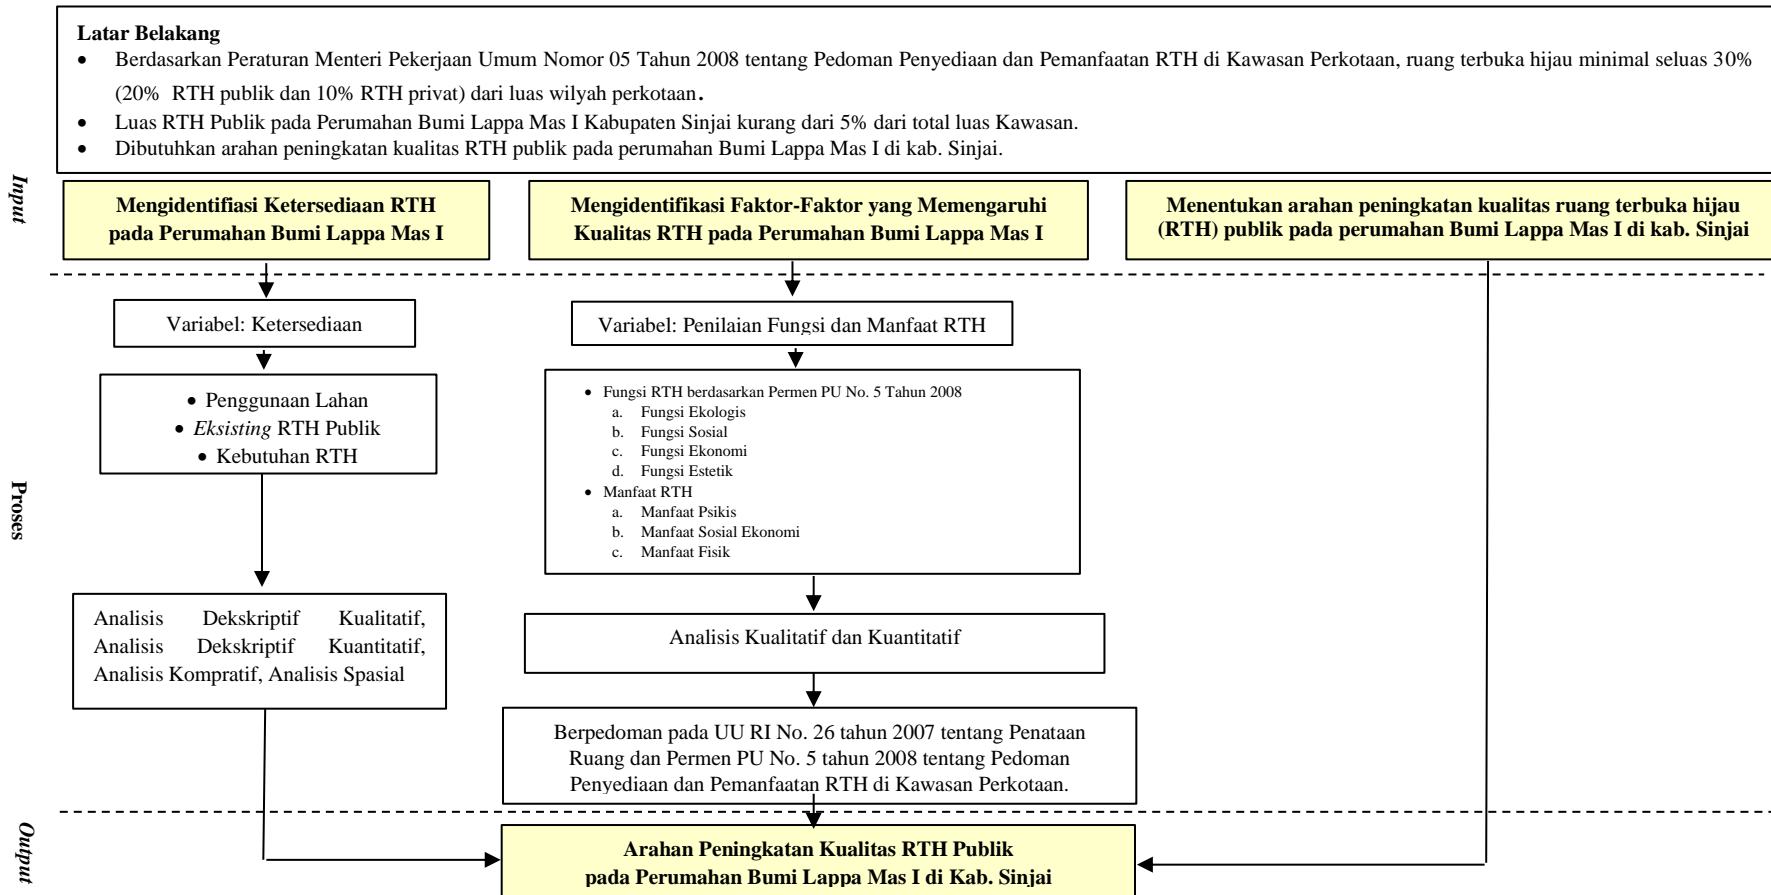 Latar Belakang
• Berdasarkan Peraturan Menteri Pekerjaan Umum Nomor 05 Tahun 2008 tentang Pedoman Penyediaan dan Pemanfaatan RTH di Kawasan Perkotaan, ruang terbuka hijau minimal seluas 30%
(20% RTH publik dan 10% RTH privat) dari luas wilyah perkotaan.
• Luas RTH Publik pada Perumahan Bumi Lappa Mas I Kabupaten Sinjai kurang dari 5% dari total luas Kawasan.
• Dibutuhkan arahan peningkatan kualitas RTH publik pada perumahan Bumi Lappa Mas I di kab. Sinjai.
Input
Mengidentifiasi Ketersediaan RTH
pada Perumahan Bumi Lappa Mas I
Mengidentifikasi Faktor-Faktor yang Memengaruhi
Kualitas RTH pada Perumahan Bumi Lappa Mas I
Menentukan arahan peningkatan kualitas ruang terbuka hijau
(RTH) publik pada perumahan Bumi Lappa Mas I di kab. Sinjai
Proses
Variabel: Ketersediaan
• Penggunaan Lahan
• Eksisting RTH Publik
• Kebutuhan RTH
Analisis Dekskriptif Kualitatif,
Analisis Dekskriptif Kuantitatif,
Analisis Kompratif, Analisis Spasial
Variabel: Penilaian Fungsi dan Manfaat RTH
• Fungsi RTH berdasarkan Permen PU No. 5 Tahun 2008
a. Fungsi Ekologis
b. Fungsi Sosial
c. Fungsi Ekonomi
d. Fungsi Estetik
• Manfaat RTH
a. Manfaat Psikis
b. Manfaat Sosial Ekonomi
c. Manfaat Fisik
Analisis Kualitatif dan Kuantitatif
Berpedoman pada UU RI No. 26 tahun 2007 tentang Penataan
Ruang dan Permen PU No. 5 tahun 2008 tentang Pedoman
Penyediaan dan Pemanfaatan RTH di Kawasan Perkotaan.
Output
Arahan Peningkatan Kualitas RTH Publik
pada Perumahan Bumi Lappa Mas I di Kab. Sinjai